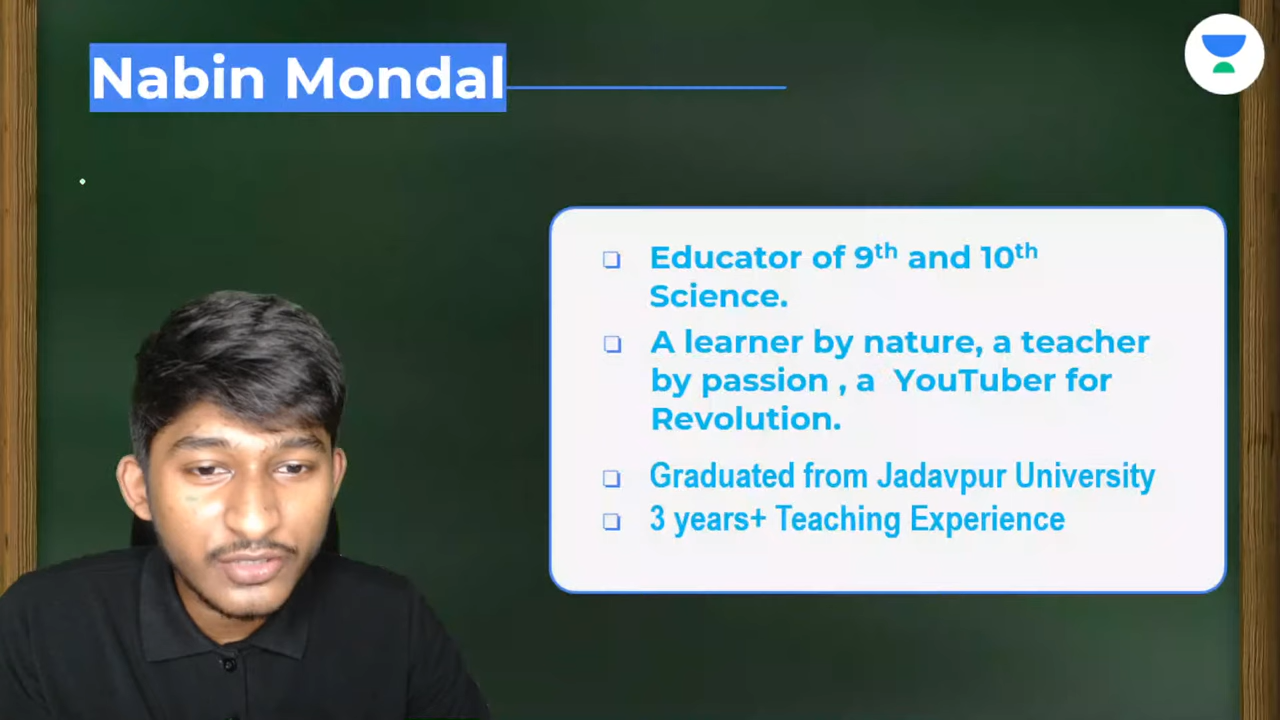 Nabin Mondal
Educator of 9th and 10th
Science.
A learner by nature, a teacher
by passion , a YouTuber for
Revolution.
Graduated from Jadavpur University
3 years+ Teaching Experience